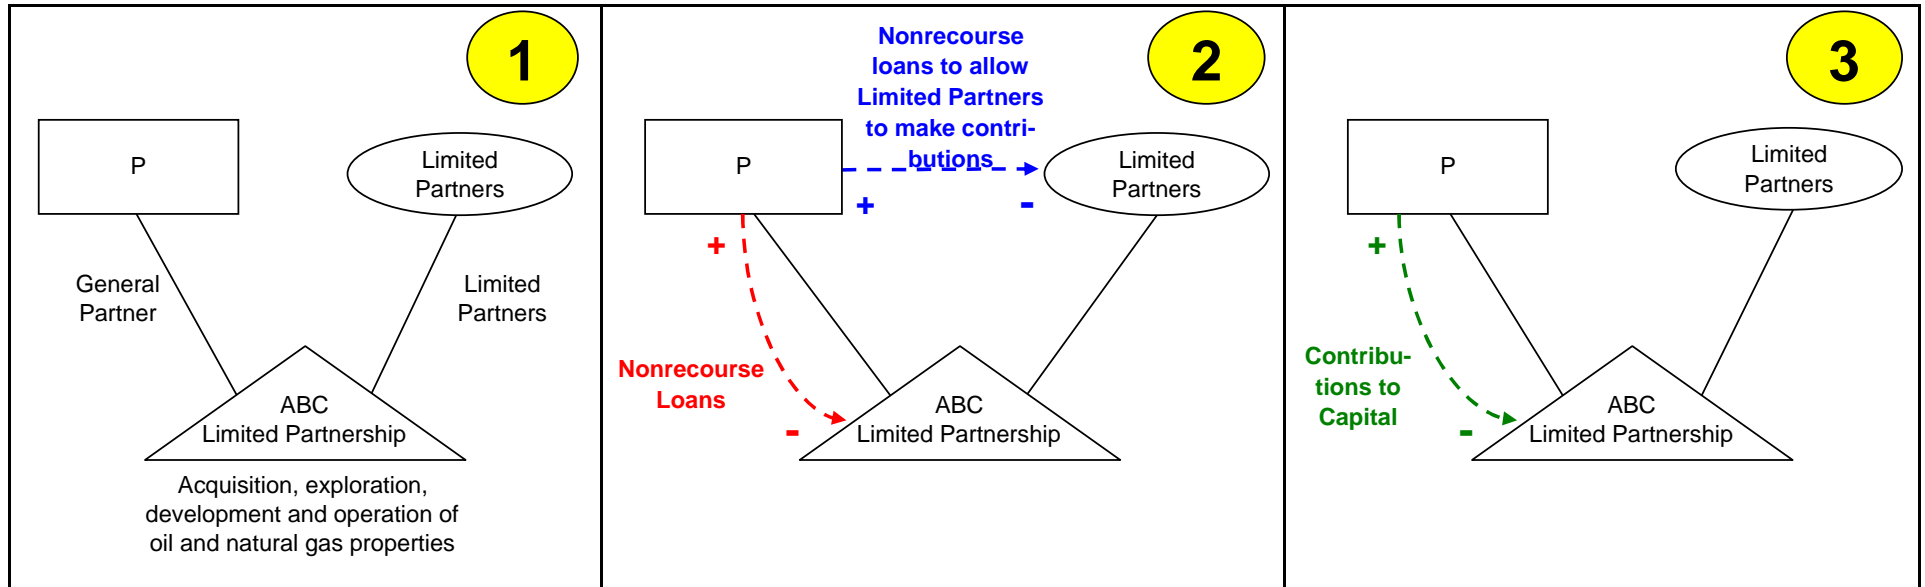 1
P
Limited
Partners
General
Partner
Limited
Partners
ABC
Limited Partnership
Acquisition, exploration,
development and operation of
oil and natural gas properties
2
Nonrecourse
loans to allow
Limited Partners
to make contri-
butions
P
Limited
Partners
+
-
+
Nonrecourse
Loans
-
ABC
Limited Partnership
3
P
Limited
Partners
+
Contribu-
tions to
Capital
-
ABC
Limited Partnership